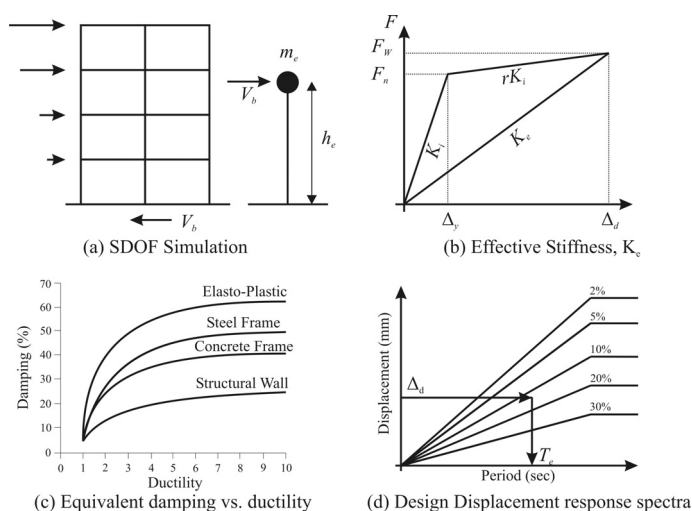 m_e
V_b
h_e
V_b
(a) SDOF Simulation
F
F_W
F_n
rK_i
K_i
K_e
Δ_y
Δ_d
(b) Effective Stiffness, K_e
70
60
50
40
30
20
10
0
Damping (%)
Elasto-Plastic
Steel Frame
Concrete Frame
Structural Wall
0 1 2 3 4 5 6 7 8 9 10
Ductility
(c) Equivalent damping vs. ductility
Displacement (mm)
2%
5%
10%
20%
30%
Δ_d
T_e
Period (sec)
(d) Design Displacement response spectra